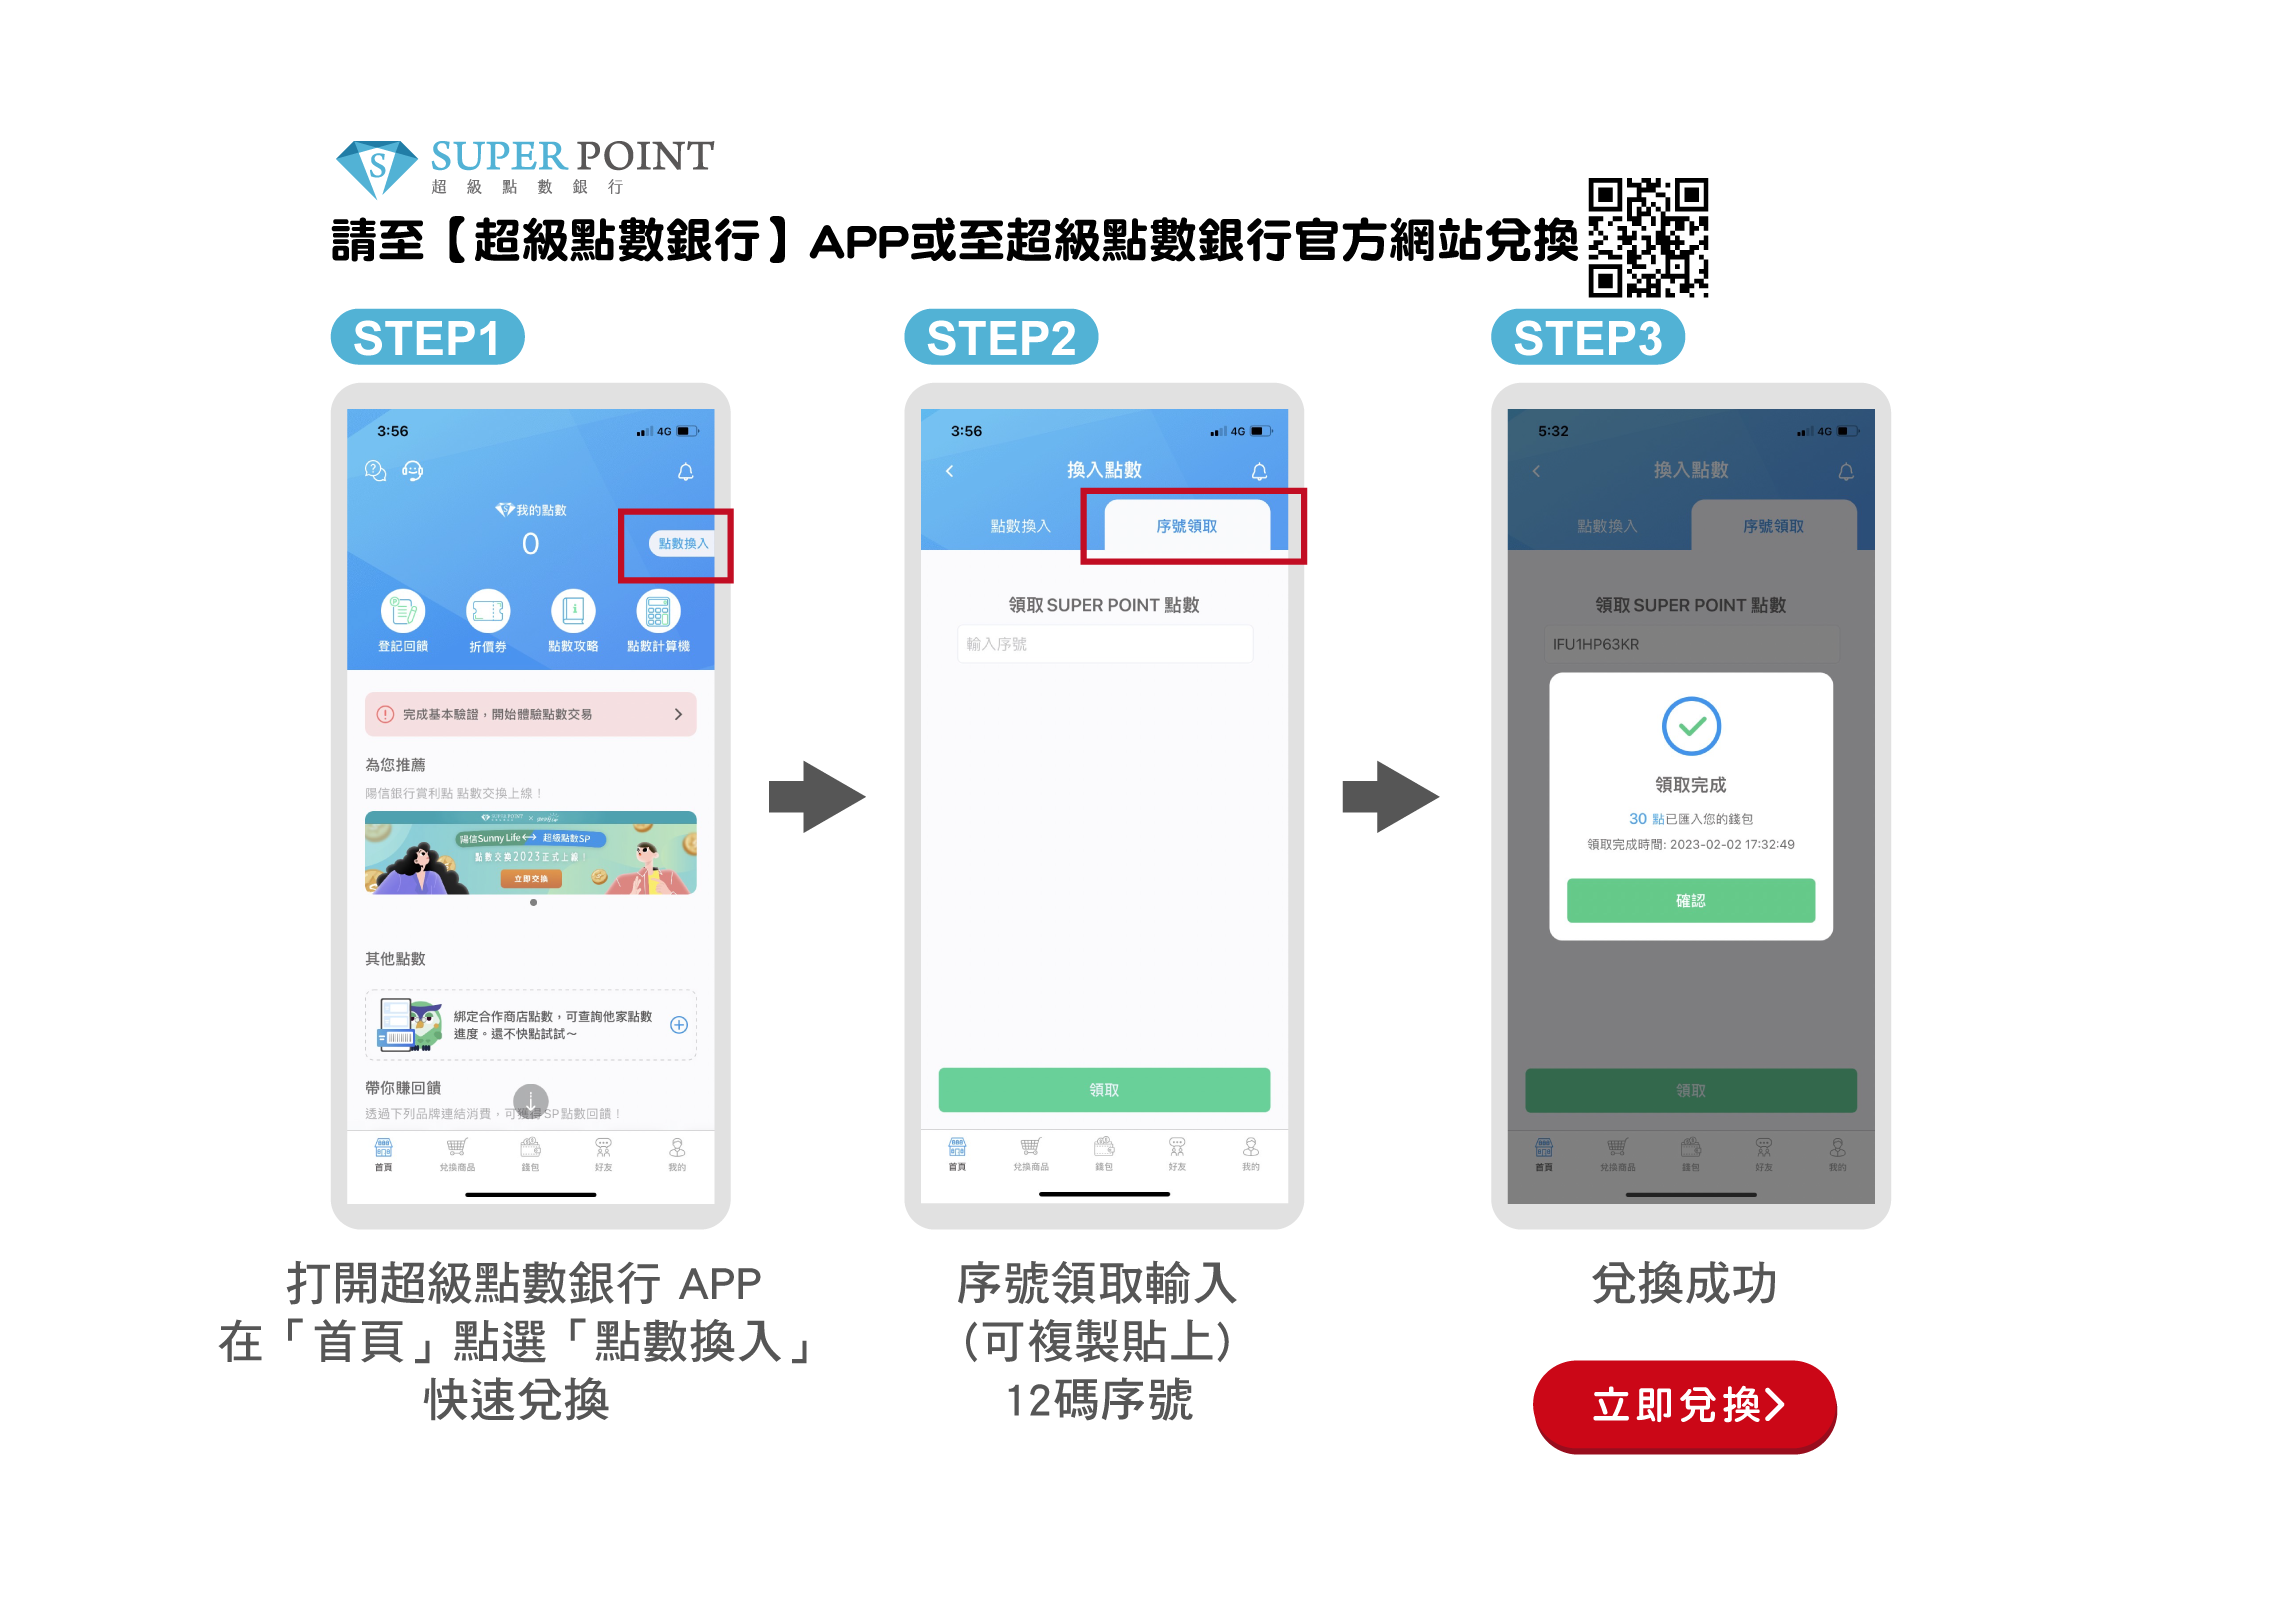 SUPER POINT
超級點數銀行
請至【超級點數銀行】APP或至超級點數銀行官方網站兌換
STEP1
3:56
4G
我的點數
0
點數換入
登記回饋
折價券
點數攻略
點數計算機
完成基本驗證，開始體驗點數交易
為您推薦
陽信銀行賞利點 點數交換上線！
SUPER POINT ×
陽信Sunny Life 超級點數SP
點數交換2023正式上線！
立即交換
其他點數
綁定合作商店點數，可查詢他家點數
進度。還不快點試試～
帶你賺回饋
透過下列品牌連結消費，可獲得SP點數回饋！
首頁
兌換商品
錢包
好友
我的
打開超級點數銀行 APP
在「首頁」點選「點數換入」
快速兌換
STEP2
3:56
4G
換入點數
點數換入
序號領取
領取 SUPER POINT 點數
輸入序號
領取
首頁
兌換商品
錢包
好友
我的
序號領取輸入
(可複製貼上)
12碼序號
STEP3
5:32
4G
換入點數
點數換入
序號領取
領取 SUPER POINT 點數
IFU1HP63KR
領取完成
30 點已匯入您的錢包
領取完成時間: 2023-02-02 17:32:49
確認
領取
首頁
兌換商品
錢包
好友
我的
兌換成功
立即兌換